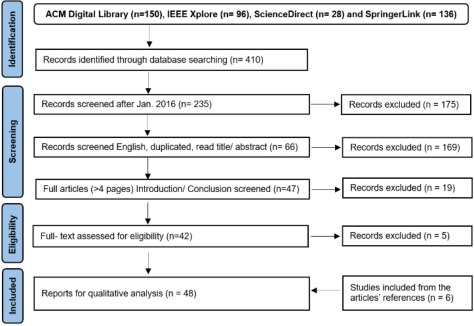 Identification
ACM Digital Library (n=150), IEEE Xplore (n= 96), ScienceDirect (n= 28) and SpringerLink (n= 136)
Records identified through database searching (n= 410)
Screening
Records screened after Jan. 2016 (n= 235)
Records excluded (n = 175)
Records screened English, duplicated, read title/ abstract (n= 66)
Records excluded (n = 169)
Full articles (>4 pages) Introduction/ Conclusion screened (n=47)
Records excluded (n = 19)
Eligibility
Full- text assessed for eligibility (n=42)
Records excluded (n = 5)
Included
Reports for qualitative analysis (n = 48)
Studies included from the
articles' references (n = 6)